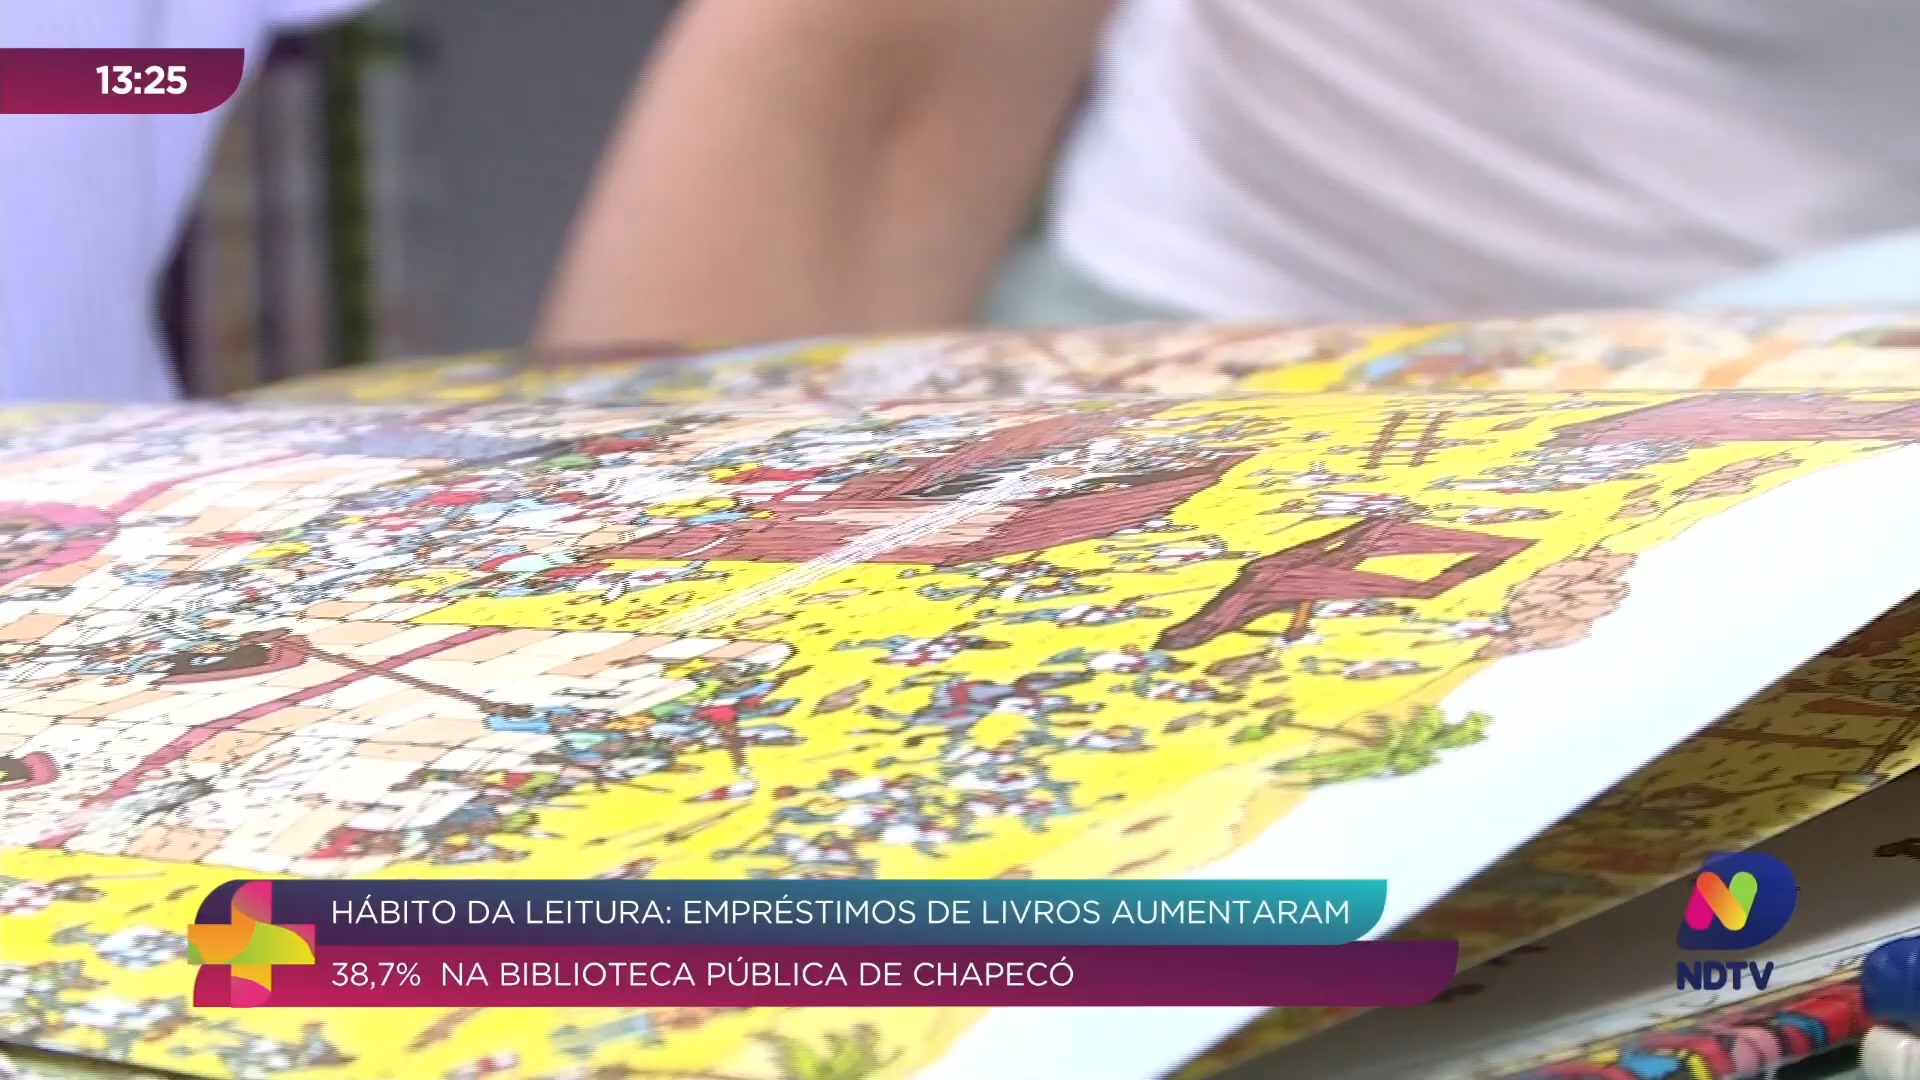 13:25
HÁBITO DA LEITURA: EMPRÉSTIMOS DE LIVROS AUMENTARAM
38,7% NA BIBLIOTECA PÚBLICA DE CHAPECÓ
NDTV